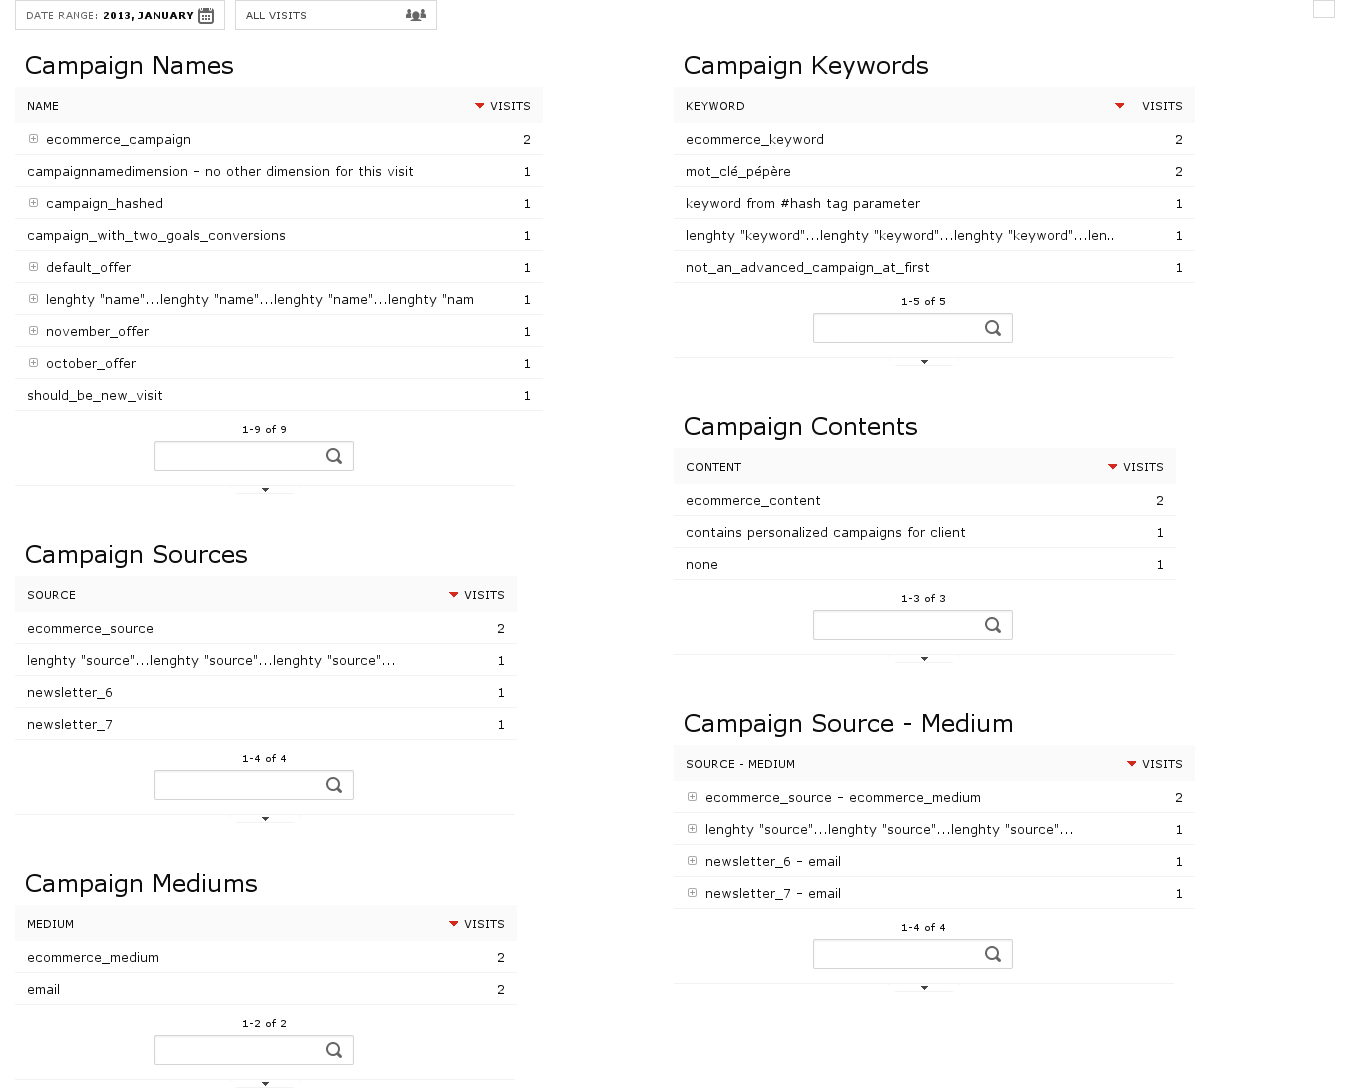 DATE RANGE: 2013, JANUARY
ALL VISITS
Campaign Names
NAME VISITS
ecommerce_campaign 2
campaignnamedimension - no other dimension for this visit 1
campaign_hashed 1
campaign_with_two_goals_conversions 1
default_offer 1
lenghty "name"...lenghty "name"...lenghty "name"...lenghty "nam 1
november_offer 1
october_offer 1
should_be_new_visit 1
1-9 of 9
Campaign Sources
SOURCE VISITS
ecommerce_source 2
lenghty "source"...lenghty "source"...lenghty "source"... 1
newsletter_6 1
newsletter_7 1
1-4 of 4
Campaign Mediums
MEDIUM VISITS
ecommerce_medium 2
email 2
1-2 of 2
Campaign Keywords
KEYWORD VISITS
ecommerce_keyword 2
mot_clé_pépère 2
keyword from #hash tag parameter 1
lenghty "keyword"...lenghty "keyword"...lenghty "keyword"...len.. 1
not_an_advanced_campaign_at_first 1
1-5 of 5
Campaign Contents
CONTENT VISITS
ecommerce_content 2
contains personalized campaigns for client 1
none 1
1-3 of 3
Campaign Source - Medium
SOURCE - MEDIUM VISITS
ecommerce_source - ecommerce_medium 2
lenghty "source"...lenghty "source"...lenghty "source"... 1
newsletter_6 - email 1
newsletter_7 - email 1
1-4 of 4